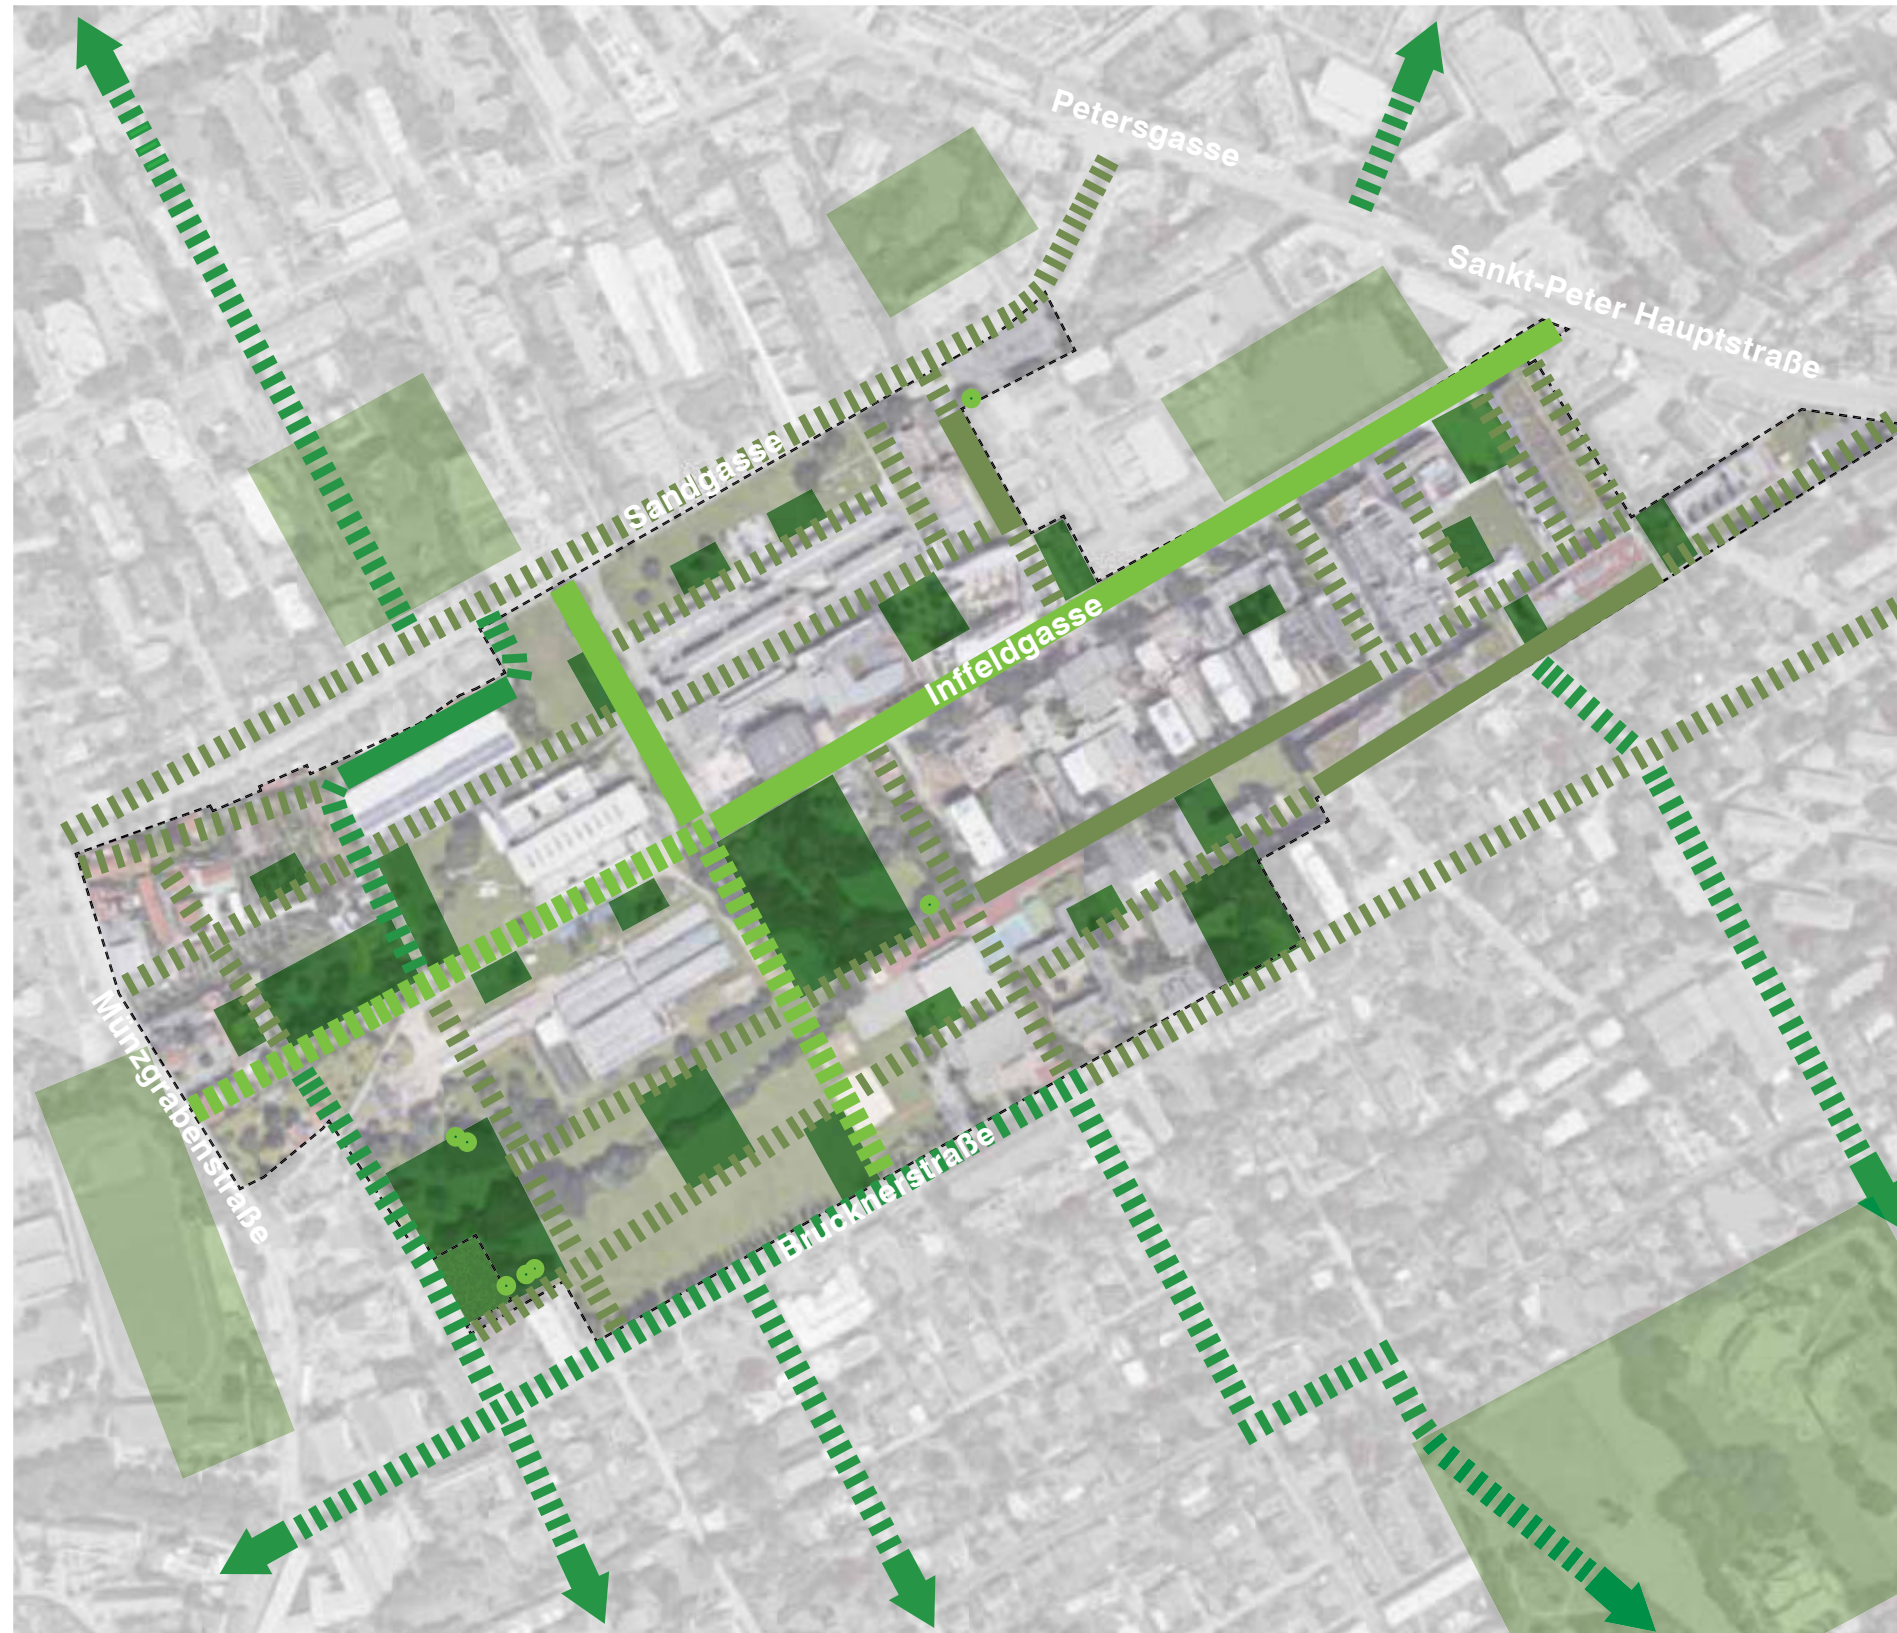 Petersgasse
Sankt-Peter Hauptstraße
Sandgasse
Inffeldgasse
Münzgrabenstraße
Brucknerstraße